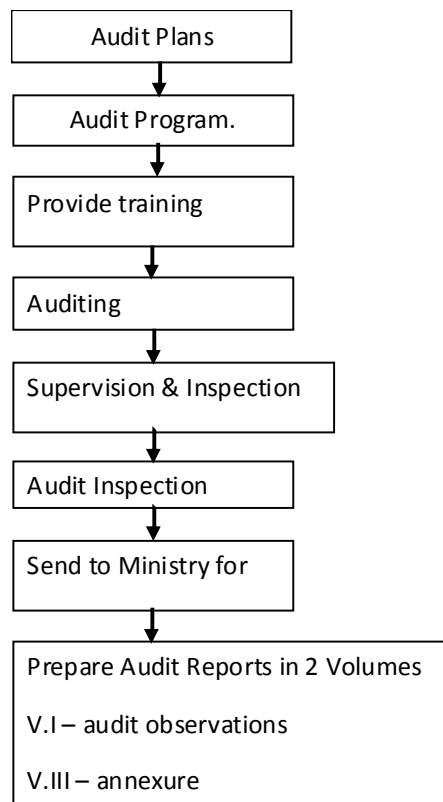 Audit Plans
Audit Program.
Provide training
Auditing
Supervision & Inspection
Audit Inspection
Send to Ministry for
Prepare Audit Reports in 2 Volumes
V.I – audit observations
V.III – annexure